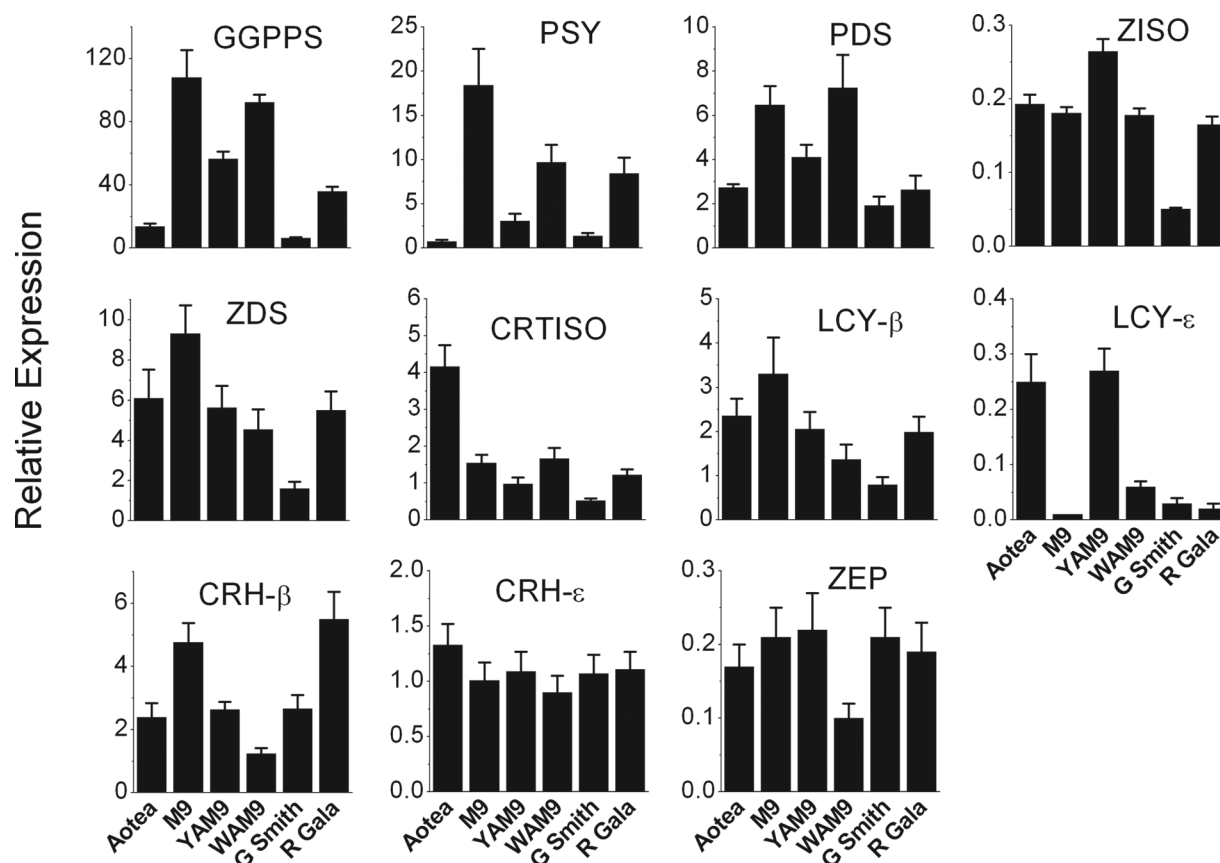 Relative Expression
GGPPS
120
80
40
0
PSY
25
20
15
10
5
0
PDS
10
8
6
4
2
0
ZISO
0.3
0.2
0.1
0.0
ZDS
10
8
6
4
2
0
CRTISO
6
5
4
3
2
1
0
LCY-β
5
4
3
2
1
0
LCY-ε
0.4
0.3
0.2
0.1
0.0
Aotea
M9
YAM9
WAM9
G Smith
R Gala
CRH-β
6
4
2
0
Aotea
M9
YAM9
WAM9
G Smith
R Gala
CRH-ε
2.0
1.5
1.0
0.5
0.0
Aotea
M9
YAM9
WAM9
G Smith
R Gala
ZEP
0.3
0.2
0.1
0.0
Aotea
M9
YAM9
WAM9
G Smith
R Gala